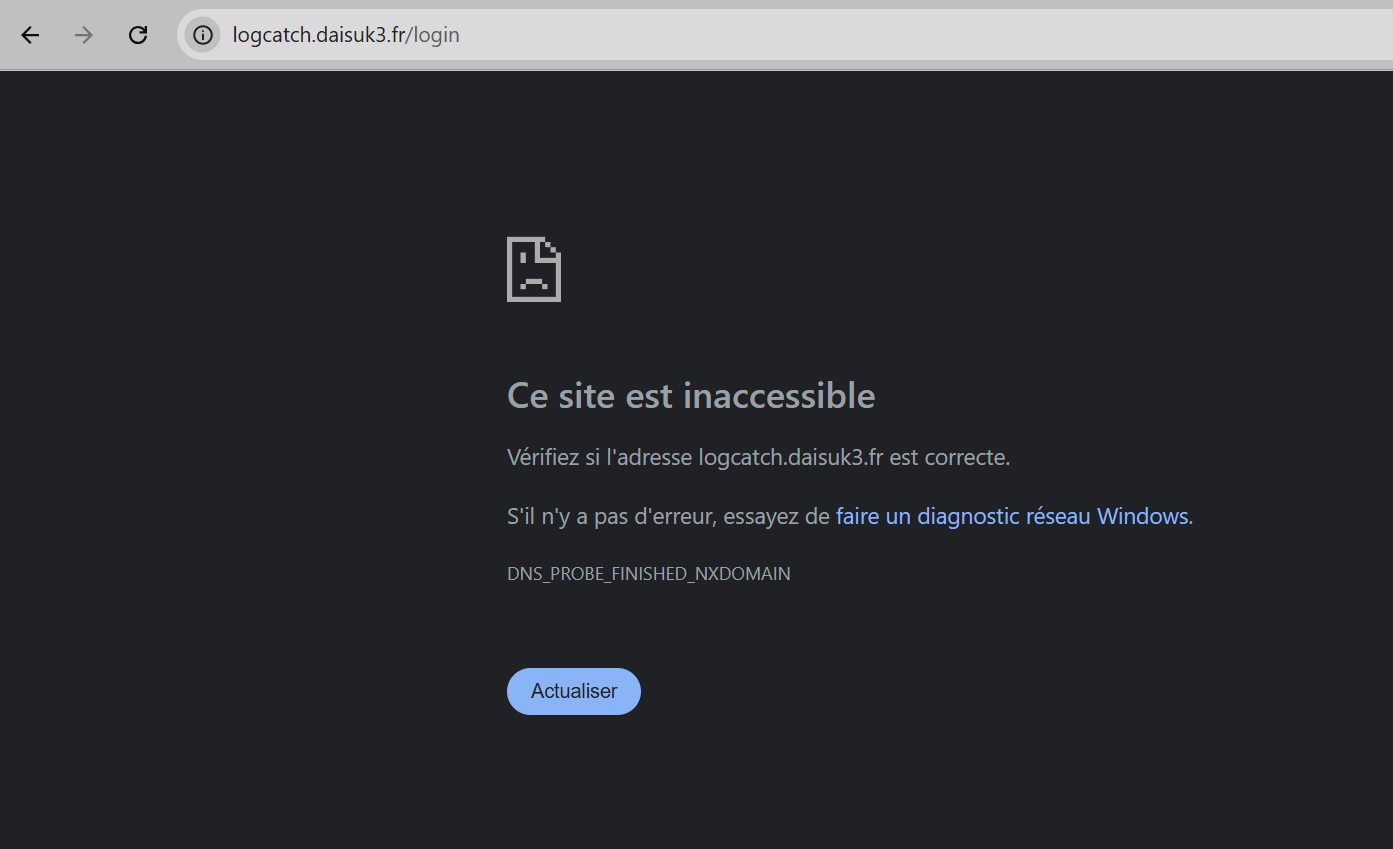 logcatch.daisuk3.fr/login
Ce site est inaccessible
Vérifiez si l'adresse logcatch.daisuk3.fr est correcte.
S'il n'y a pas d'erreur, essayez de faire un diagnostic réseau Windows.
DNS_PROBE_FINISHED_NXDOMAIN
Actualiser